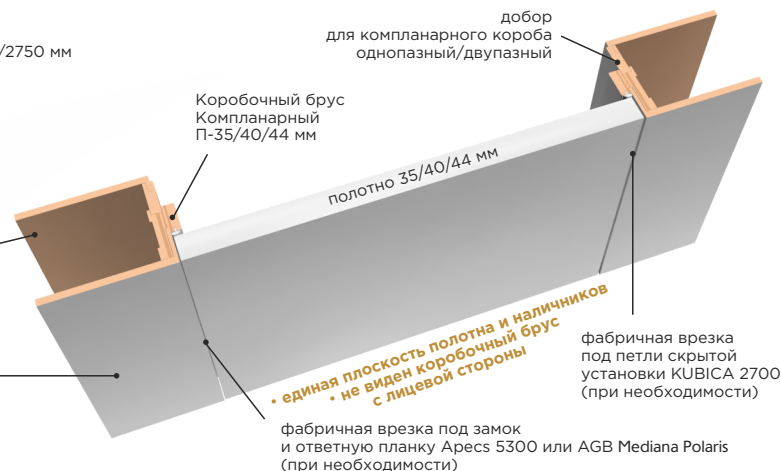 /2750 мм
добор
для компланарного короба
однопазный/двупазный
Коробочный брус
Компланарный
П-35/40/44 мм
полотно 35/40/44 мм
• единая плоскость полотна и наличников
• не виден коробочный брус
с лицевой стороны
фабричная врезка
под петли скрытой
установки KUBICA 2700
(при необходимости)
фабричная врезка под замок
и ответную планку Apecs 5300 или AGB Mediana Polaris
(при необходимости)